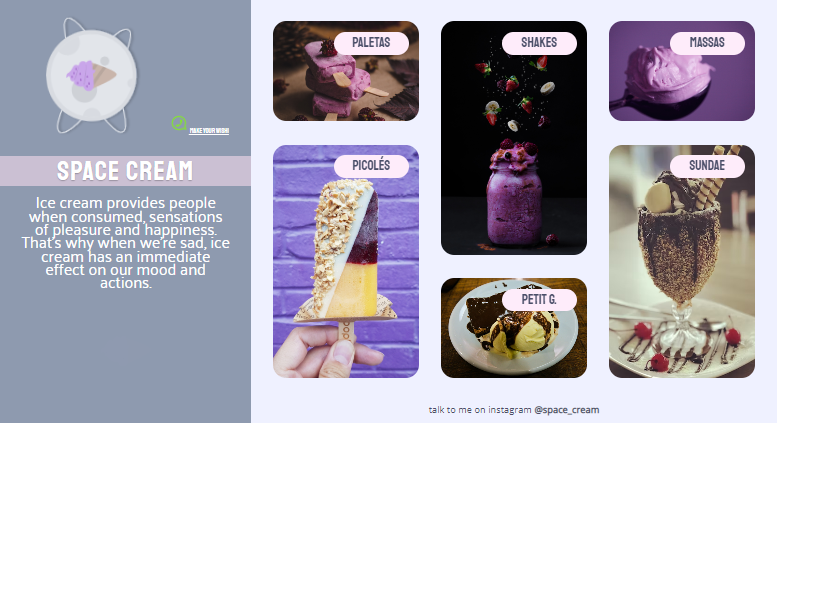 MAKE YOUR WISH!
SPACE CREAM
Ice cream provides people
when consumed, sensations
of pleasure and happiness.
That's why when we're sad, ice
cream has an immediate
effect on our mood and
actions.
PALETAS
SHAKES
MASSAS
PICOLÉS
SUNDAE
PETIT G.
talk to me on instagram @space_cream